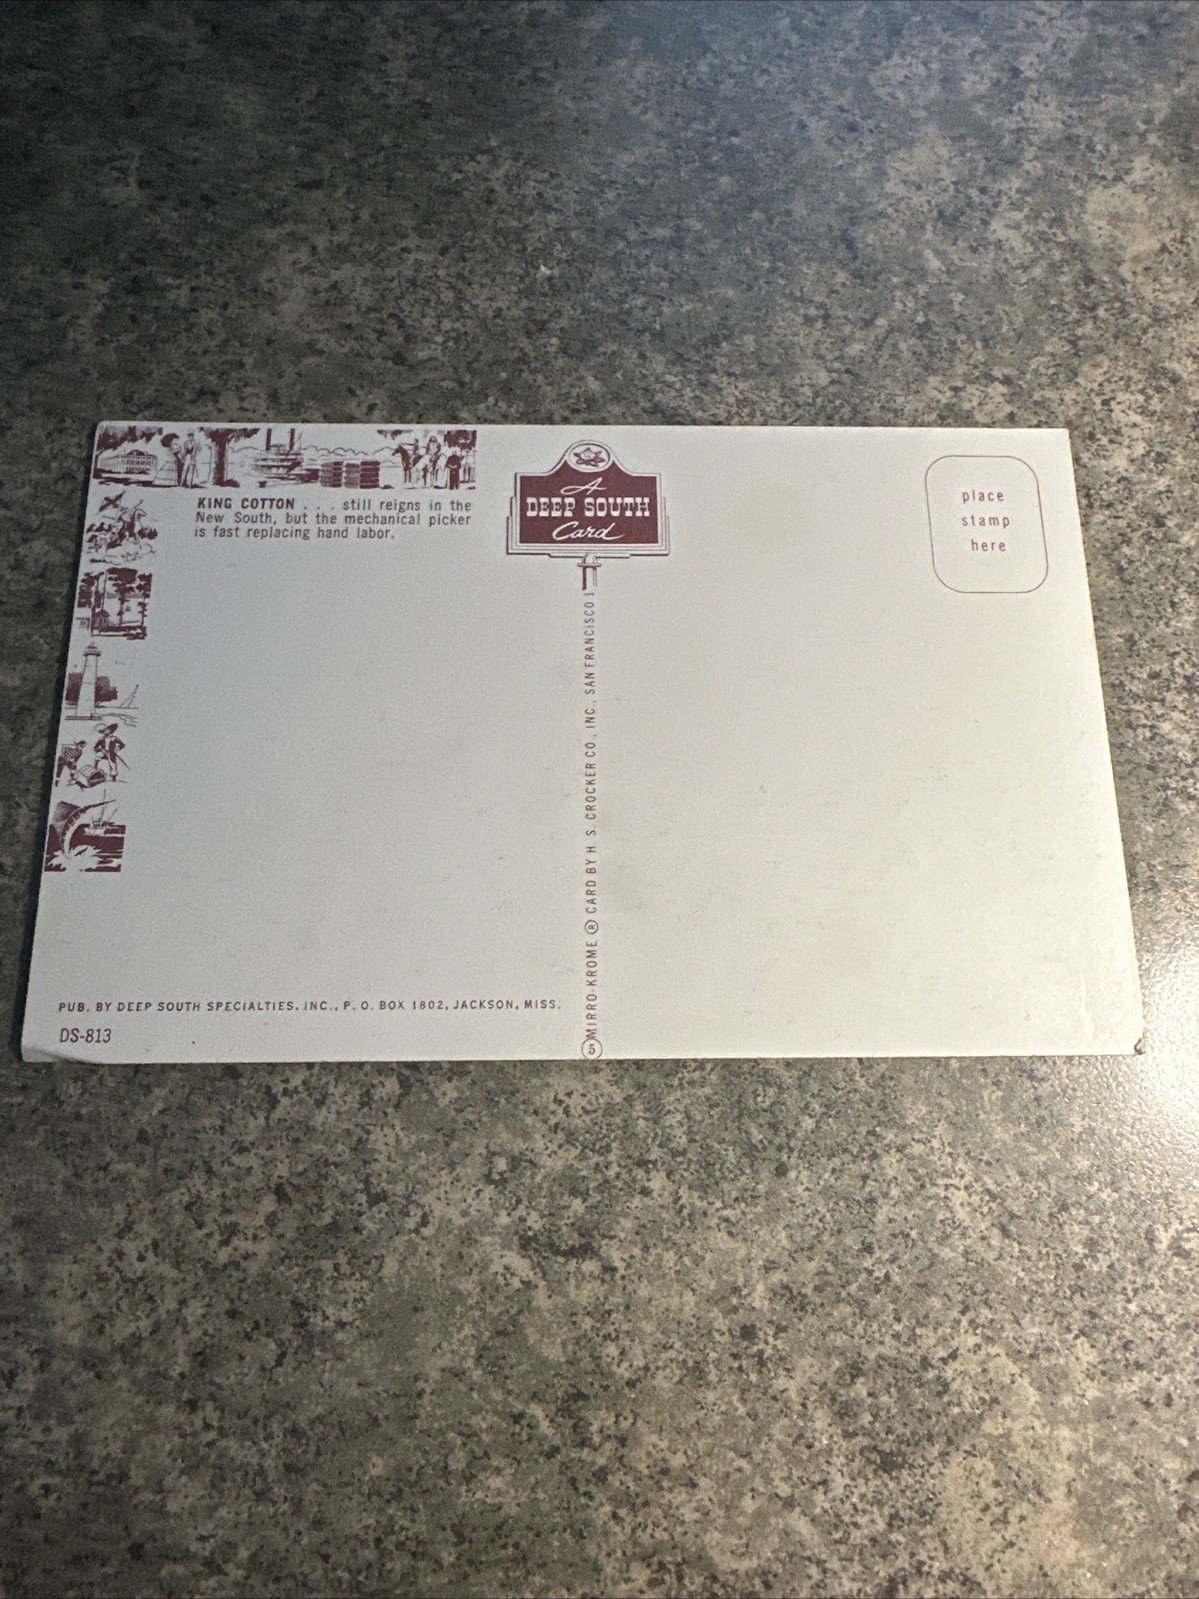 KING COTTON . . . still reigns in the
New South, but the mechanical picker
is fast replacing hand labor.
A
DEEP SOUTH
Card
place
stamp
here
MIRRO-KROME ® CARD BY H. S. CROCKER CO., INC., SAN FRANCISCO 1
PUB. BY DEEP SOUTH SPECIALTIES, INC., P. O. BOX 1802, JACKSON, MISS.
DS-813
5